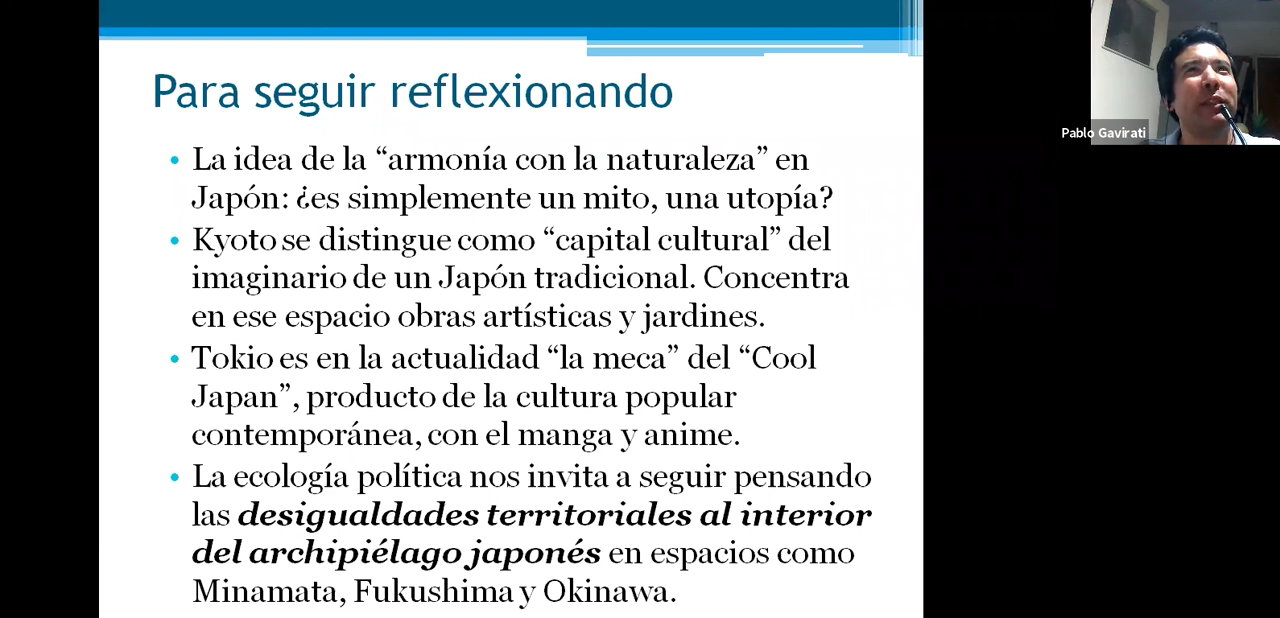 Para seguir reflexionando
• La idea de la “armonía con la naturaleza” en
Japón: ¿es simplemente un mito, una utopía?
• Kyoto se distingue como “capital cultural” del
imaginario de un Japón tradicional. Concentra
en ese espacio obras artísticas y jardines.
• Tokio es en la actualidad “la meca” del “Cool
Japan”, producto de la cultura popular
contemporánea, con el manga y anime.
• La ecología política nos invita a seguir pensando
las desigualdades territoriales al interior
del archipiélago japonés en espacios como
Minamata, Fukushima y Okinawa.
Pablo Gavirati